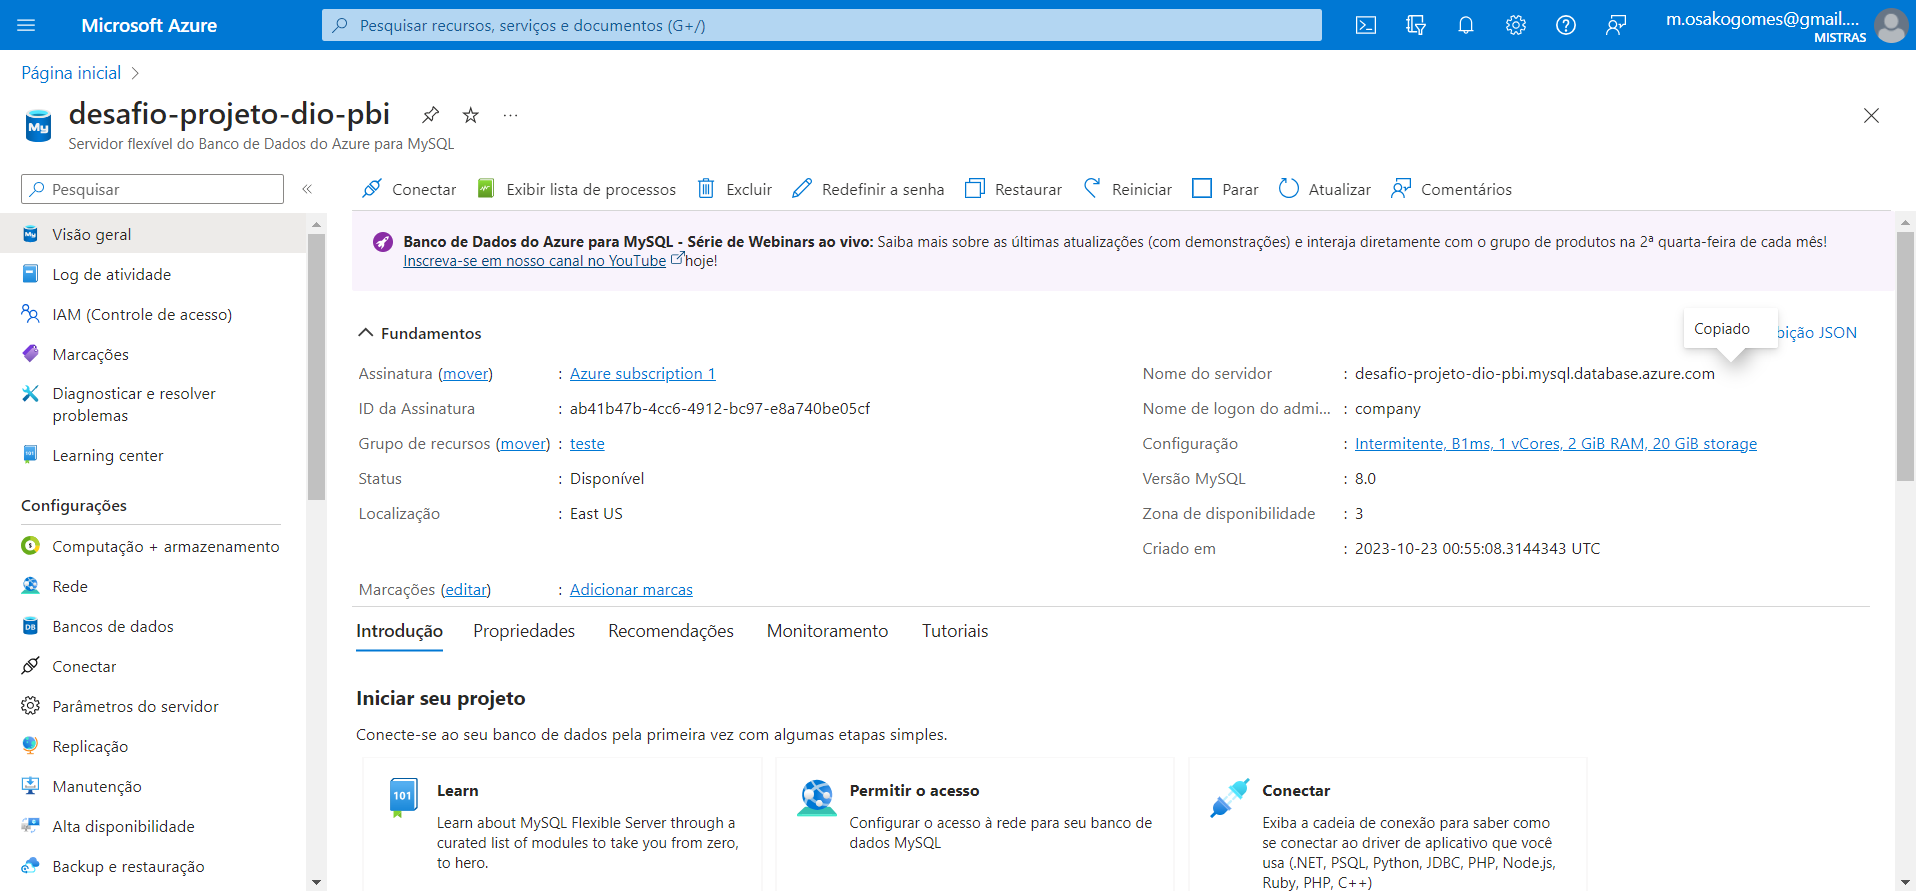 Microsoft Azure
Pesquisar recursos, serviços e documentos (G+/)
m.osakogomes@gmail....
MISTRAS
Página inicial
desafio-projeto-dio-pbi
Servidor flexível do Banco de Dados do Azure para MySQL
Pesquisar
Conectar
Exibir lista de processos
Excluir
Redefinir a senha
Restaurar
Reiniciar
Parar
Atualizar
Comentários
Visão geral
Log de atividade
IAM (Controle de acesso)
Marcações
Diagnosticar e resolver
problemas
Learning center
Configurações
Computação + armazenamento
Rede
Bancos de dados
Conectar
Parâmetros do servidor
Replicação
Manutenção
Alta disponibilidade
Backup e restauração
Banco de Dados do Azure para MySQL - Série de Webinars ao vivo: Saiba mais sobre as últimas atualizações (com demonstrações) e interaja diretamente com o grupo de produtos na 2ª quarta-feira de cada mês!
Inscreva-se em nosso canal no YouTube hoje!
Fundamentos
Copiado
bição JSON
Assinatura (mover) : Azure subscription 1
ID da Assinatura : ab41b47b-4cc6-4912-bc97-e8a740be05cf
Grupo de recursos (mover) : teste
Status : Disponível
Localização : East US
Nome do servidor : desafio-projeto-dio-pbi.mysql.database.azure.com
Nome de logon do admi... : company
Configuração : Intermitente, B1ms, 1 vCores, 2 GiB RAM, 20 GiB storage
Versão MySQL : 8.0
Zona de disponibilidade : 3
Criado em : 2023-10-23 00:55:08.3144343 UTC
Marcações (editar) : Adicionar marcas
Introdução
Propriedades
Recomendações
Monitoramento
Tutoriais
Iniciar seu projeto
Conecte-se ao seu banco de dados pela primeira vez com algumas etapas simples.
Learn
Learn about MySQL Flexible Server through a
curated list of modules to take you from zero,
to hero.
Permitir o acesso
Configurar o acesso à rede para seu banco de
dados MySQL
Conectar
Exiba a cadeia de conexão para saber como
se conectar ao driver de aplicativo que você
usa (.NET, PSQL, Python, JDBC, PHP, Node.js,
Ruby, PHP, C++)